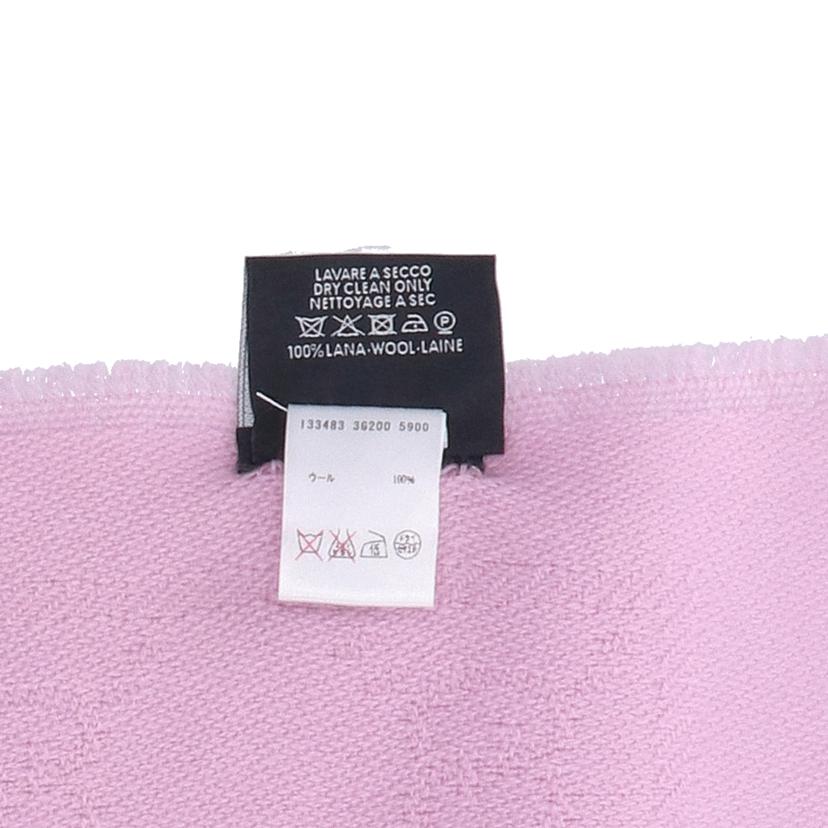 LAVARE A SECCO
DRY CLEAN ONLY
NETTOYAGE A SEC
P
100% LANA·WOOL·LAINE
133483 3G200 5900
ウール 100%